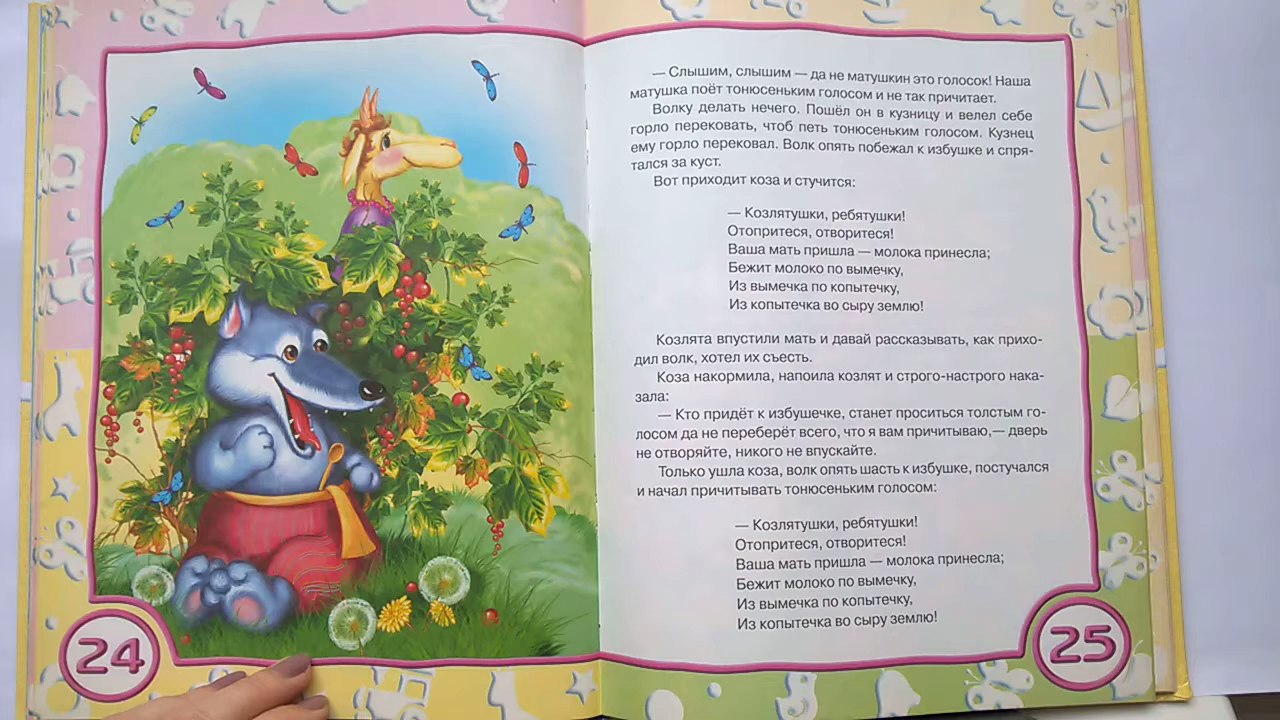 — Слышим, слышим — да не матушкин это голосок! Наша
матушка поёт тонюсеньким голосом и не так причитает.
Волку делать нечего. Пошёл он в кузницу и велел себе
горло перековать, чтоб петь тонюсеньким голосом. Кузнец
ему горло перековал. Волк опять побежал к избушке и спря-
тался за куст.
Вот приходит коза и стучится:
— Козлятушки, ребятушки!
Отопритеся, отворитеся!
Ваша мать пришла — молока принесла;
Бежит молоко по вымечку,
Из вымечка по копытечку,
Из копытечка во сыру землю!
Козлята впустили мать и давай рассказывать, как прихо-
дил волк, хотел их съесть.
Коза накормила, напоила козлят и строго-настрого нака-
зала:
— Кто придёт к избушечке, станет проситься толстым го-
лосом да не переберёт всего, что я вам причитываю,— дверь
не отворяйте, никого не впускайте.
Только ушла коза, волк опять шасть к избушке, постучался
и начал причитывать тонюсеньким голосом:
— Козлятушки, ребятушки!
Отопритеся, отворитеся!
Ваша мать пришла — молока принесла;
Бежит молоко по вымечку,
Из вымечка по копытечку,
Из копытечка во сыру землю!
24
25